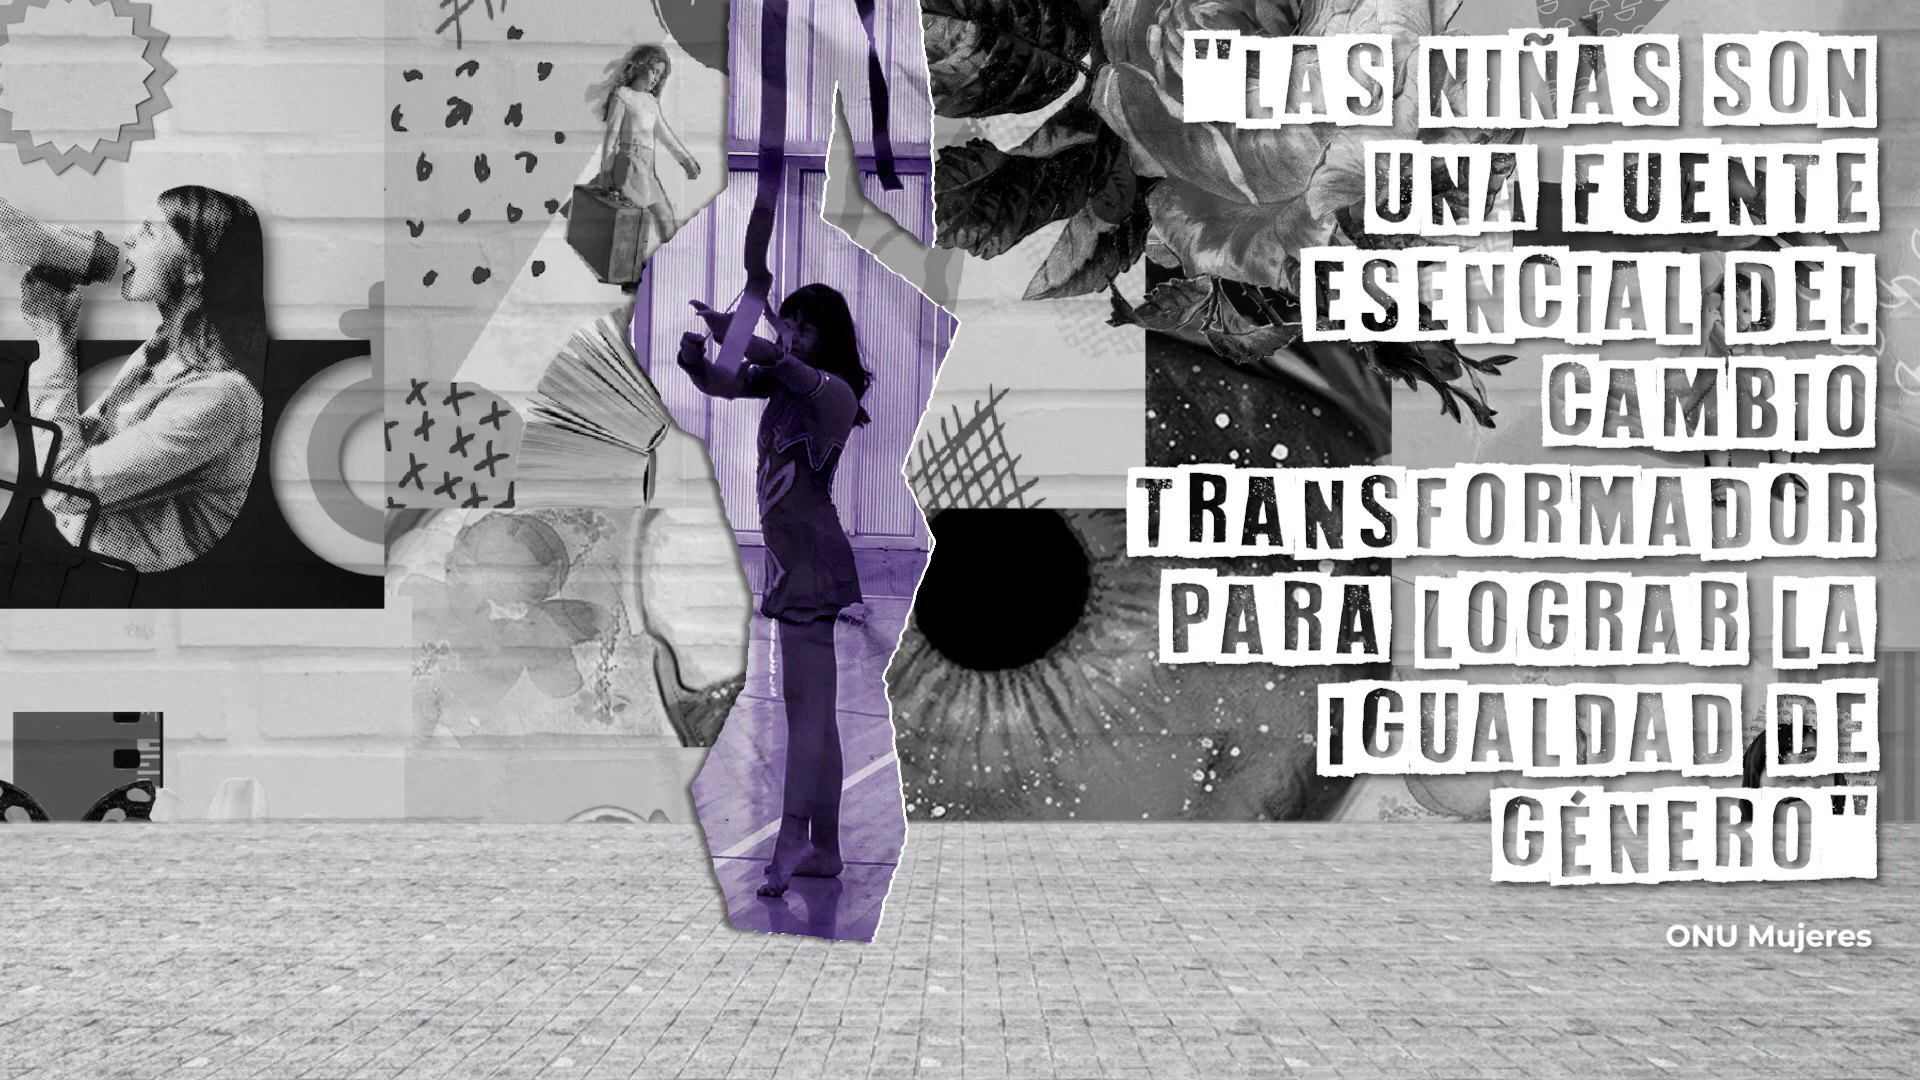 "LAS NIÑAS SON
UNA FUENTE
ESENCIAL DEL
CAMBIO
TRANSFORMADOR
PARA LOGRAR LA
IGUALDAD DE
GÉNERO"
ONU Mujeres